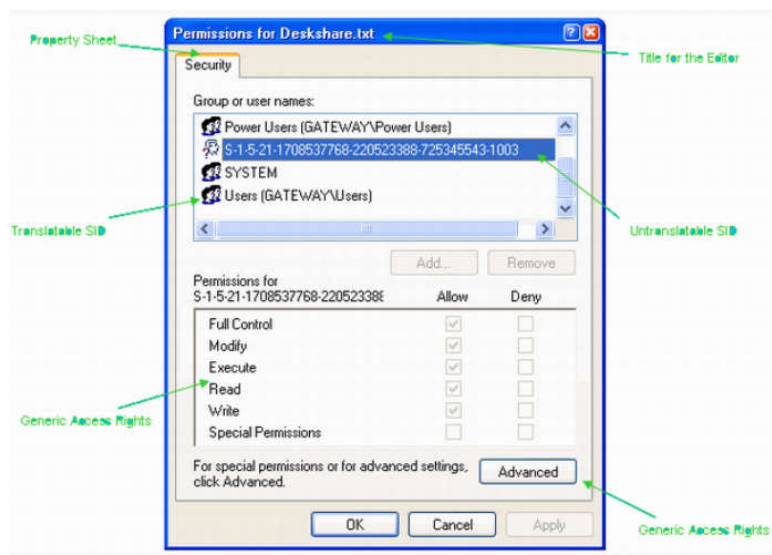 Property Sheet
Permissions for Deskshare.txt
Title for the Editor
Security
Group or user names:
Power Users (GATEWAY\Power Users)
S-1-5-21-1708537768-220523388-725345543-1003
SYSTEM
Users (GATEWAY\Users)
Translatable SID
Untranslatable SID
Add...
Remove
Permissions for
S-1-5-21-1708537768-22052338
Allow
Deny
Full Control
Modify
Execute
Read
Write
Special Permissions
Generic Access Rights
For special permissions or for advanced settings,
click Advanced.
Advanced
Generic Access Rights
OK
Cancel
Apply